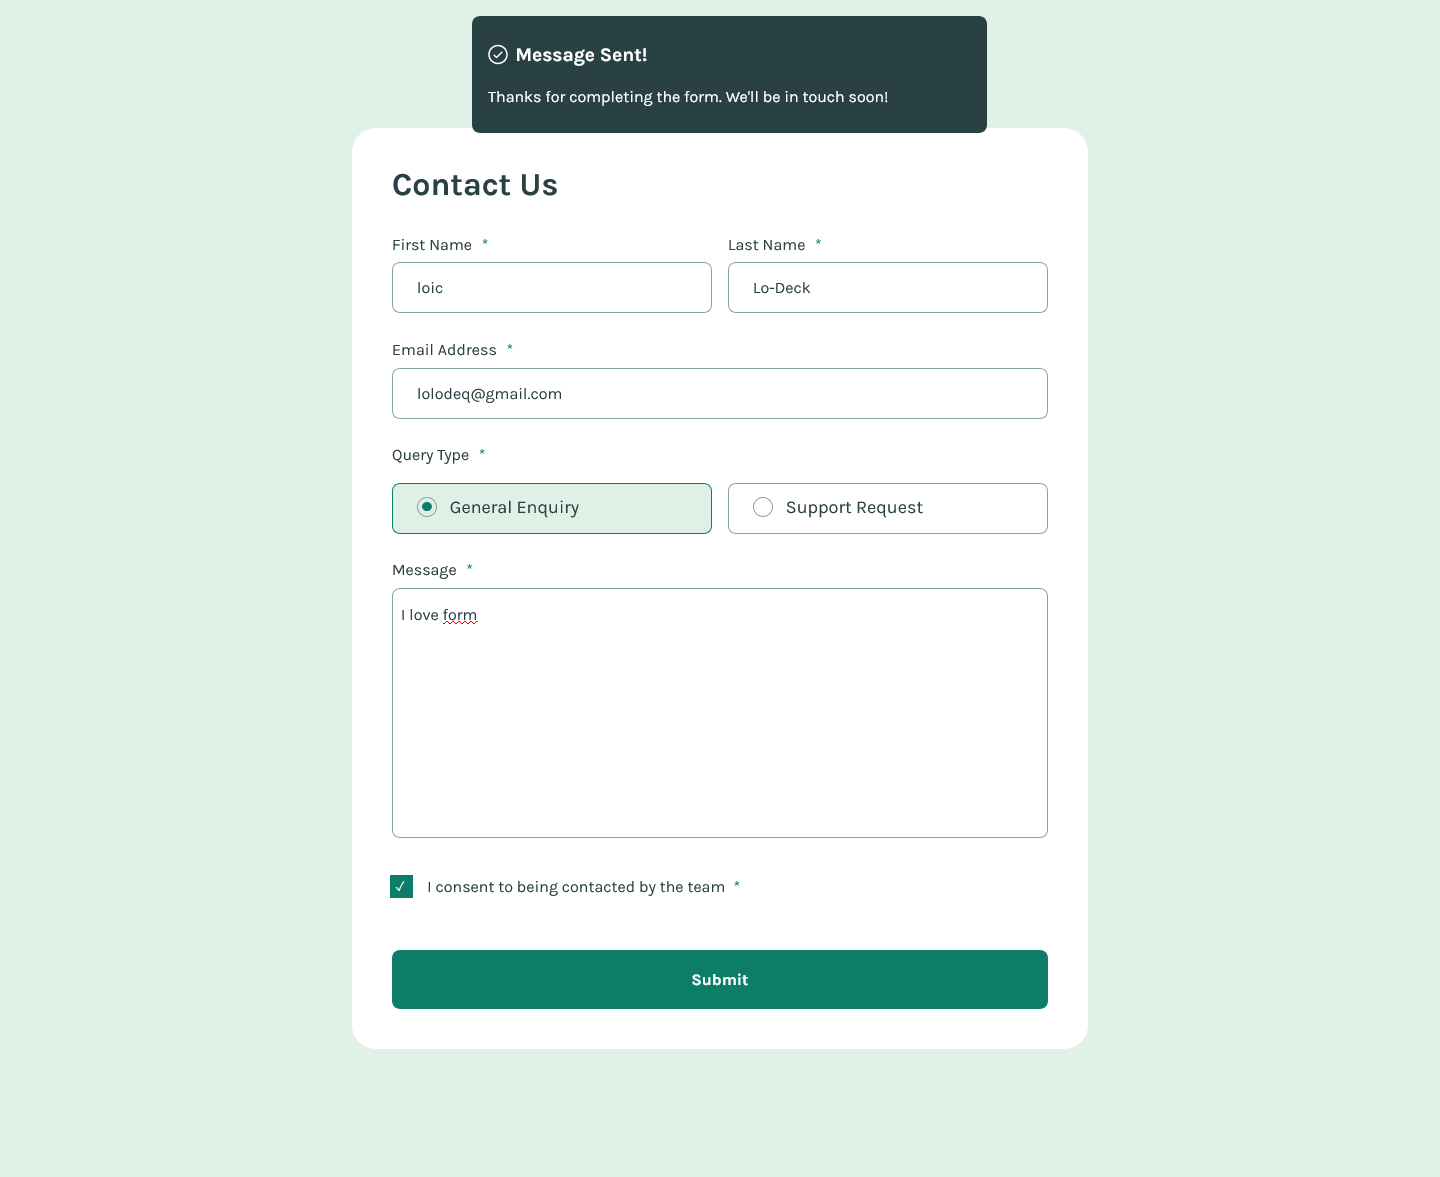 Message Sent!
Thanks for completing the form. We'll be in touch soon!
Contact Us
First Name *
Last Name *
loic
Lo-Deck
Email Address *
lolodeq@gmail.com
Query Type *
General Enquiry
Support Request
Message *
I love form
✓ I consent to being contacted by the team *
Submit